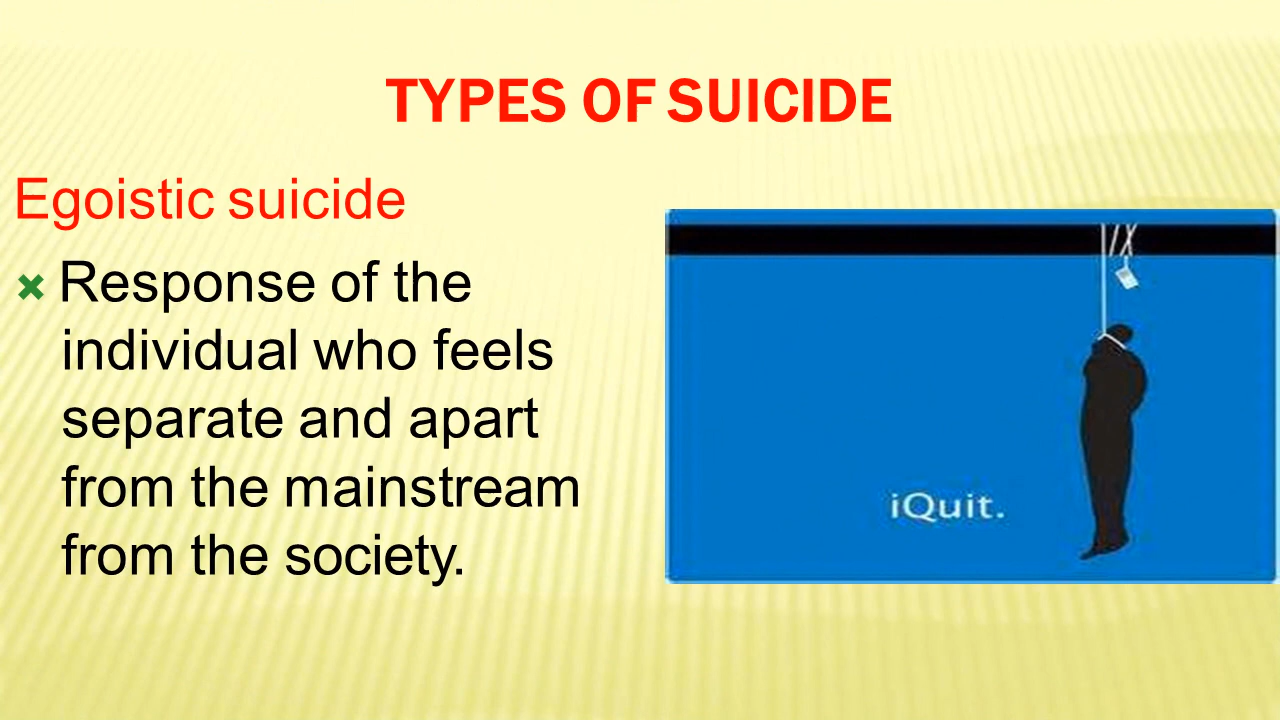 TYPES OF SUICIDE
Egoistic suicide
Response of the
individual who feels
separate and apart
from the mainstream
from the society.
iQuit.